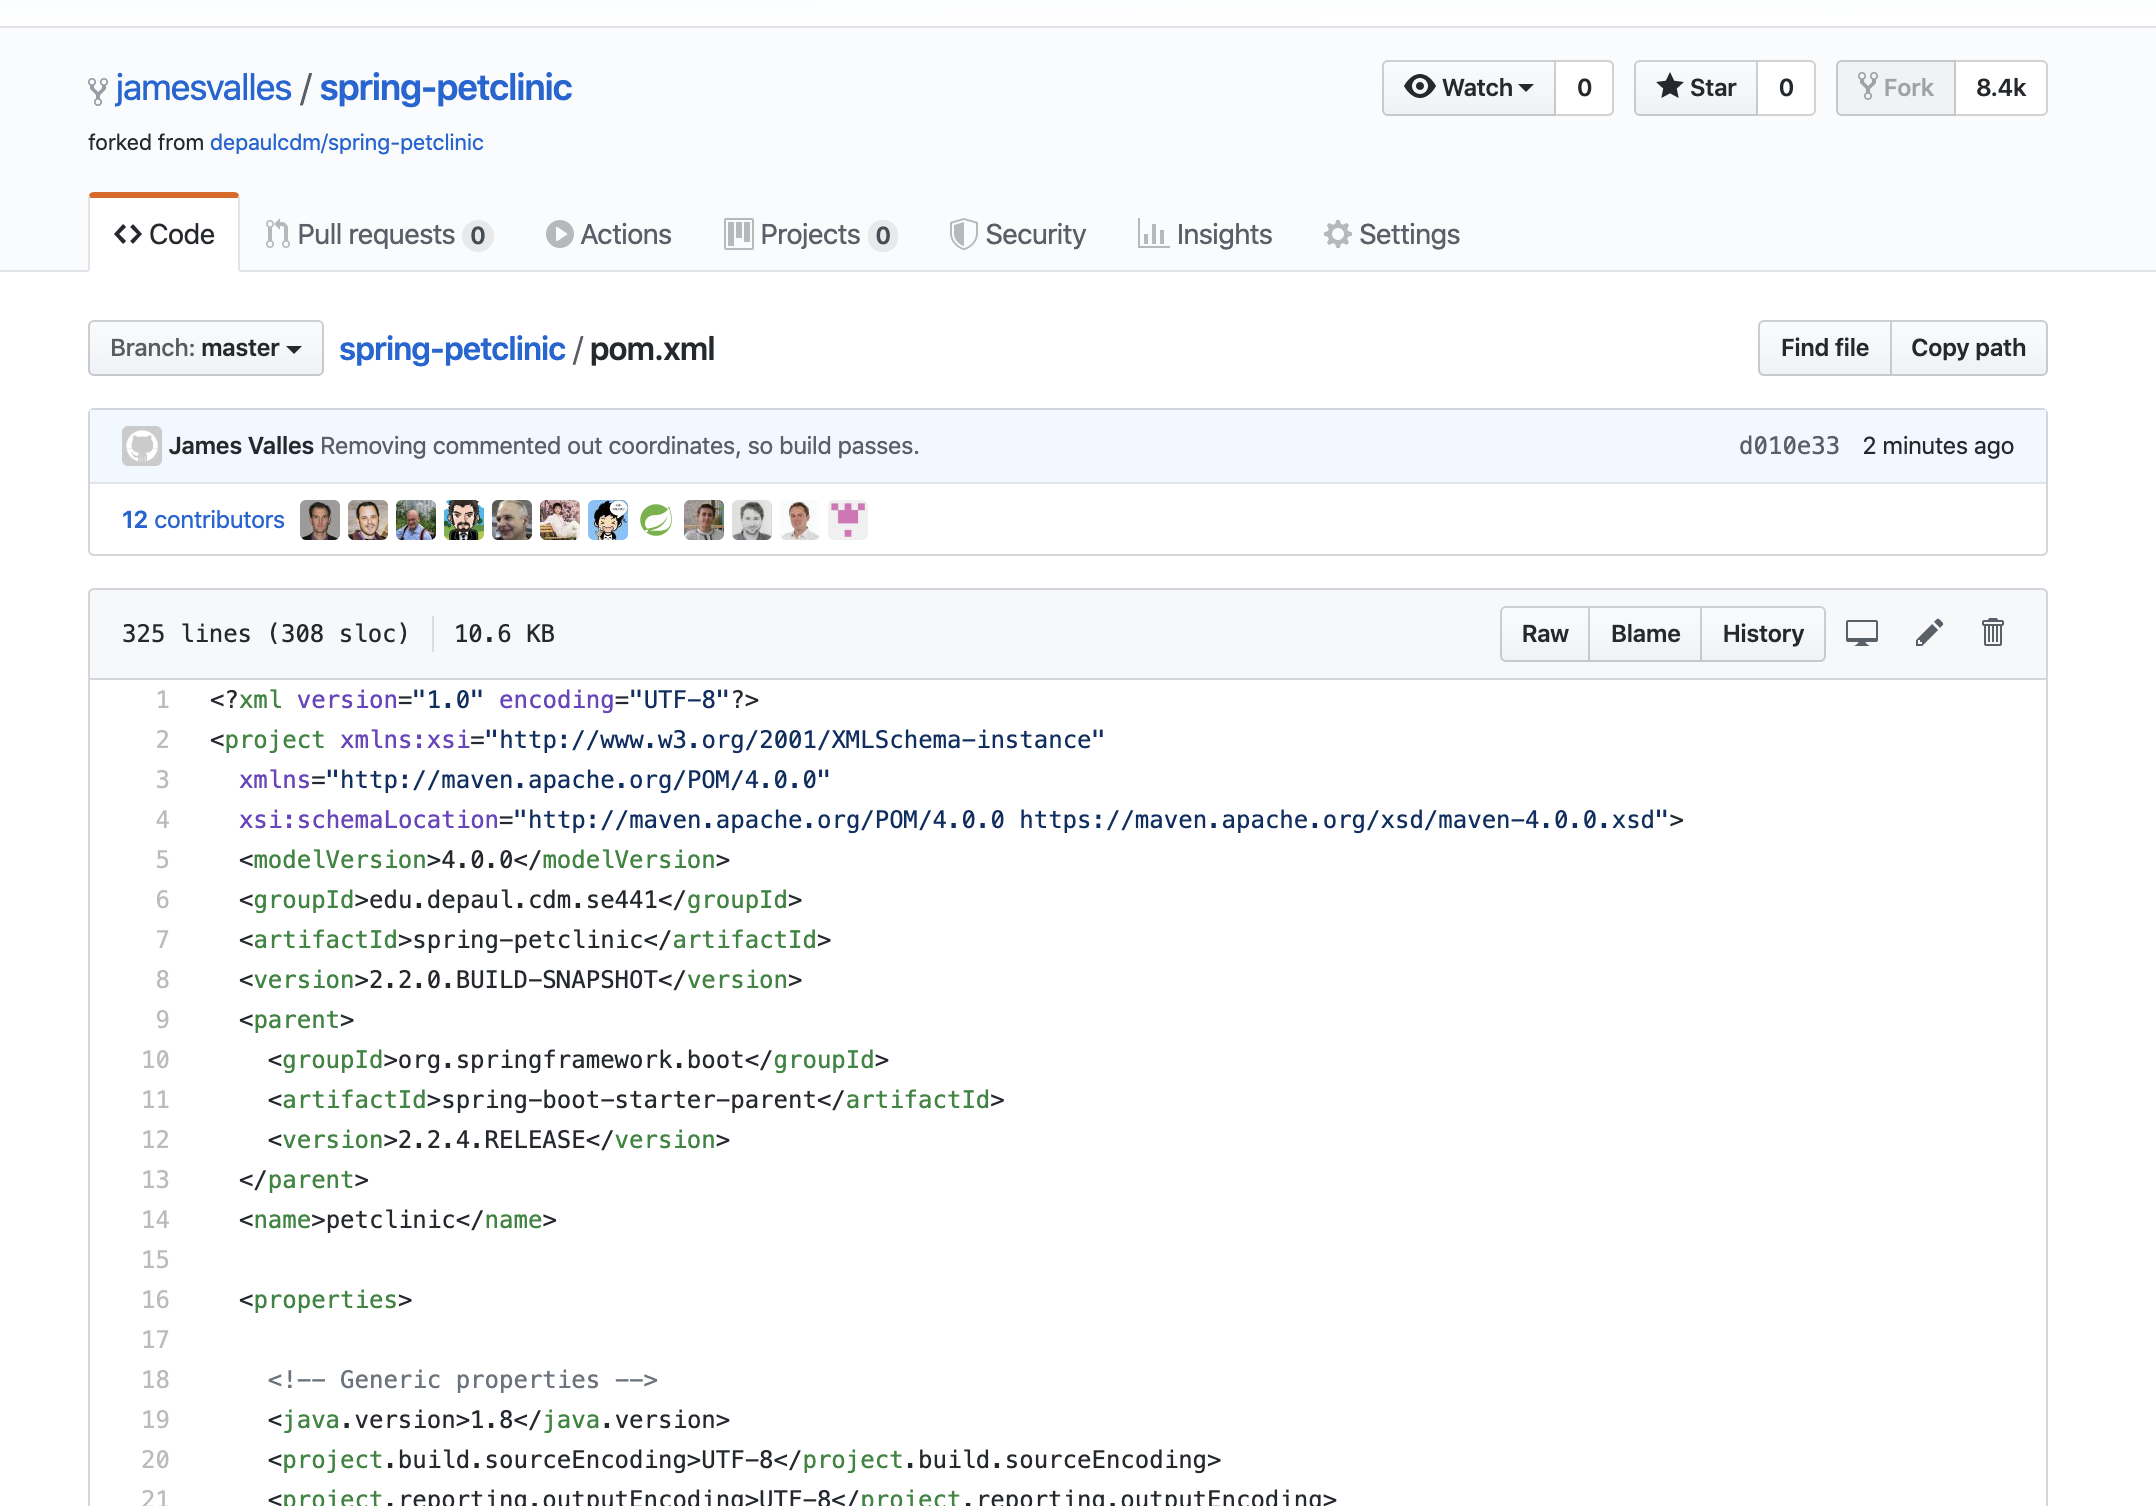 jamesvalles / spring-petclinic
Watch 0 Star 0 Fork 8.4k
forked from depaulcdm/spring-petclinic
Code Pull requests 0 Actions Projects 0 Security Insights Settings
Branch: master spring-petclinic / pom.xml Find file Copy path
James Valles Removing commented out coordinates, so build passes. d010e33 2 minutes ago
12 contributors
325 lines (308 sloc) 10.6 KB Raw Blame History
1 <?xml version="1.0" encoding="UTF-8"?>
2 <project xmlns:xsi="http://www.w3.org/2001/XMLSchema-instance"
3 xmlns="http://maven.apache.org/POM/4.0.0"
4 xsi:schemaLocation="http://maven.apache.org/POM/4.0.0 https://maven.apache.org/xsd/maven-4.0.0.xsd">
5 <modelVersion>4.0.0</modelVersion>
6 <groupId>edu.depaul.cdm.se441</groupId>
7 <artifactId>spring-petclinic</artifactId>
8 <version>2.2.0.BUILD-SNAPSHOT</version>
9 <parent>
10 <groupId>org.springframework.boot</groupId>
11 <artifactId>spring-boot-starter-parent</artifactId>
12 <version>2.2.4.RELEASE</version>
13 </parent>
14 <name>petclinic</name>
15
16 <properties>
17
18 <!-- Generic properties -->
19 <java.version>1.8</java.version>
20 <project.build.sourceEncoding>UTF-8</project.build.sourceEncoding>
21 <project.reporting.outputEncoding>UTF-8</project.reporting.outputEncoding>